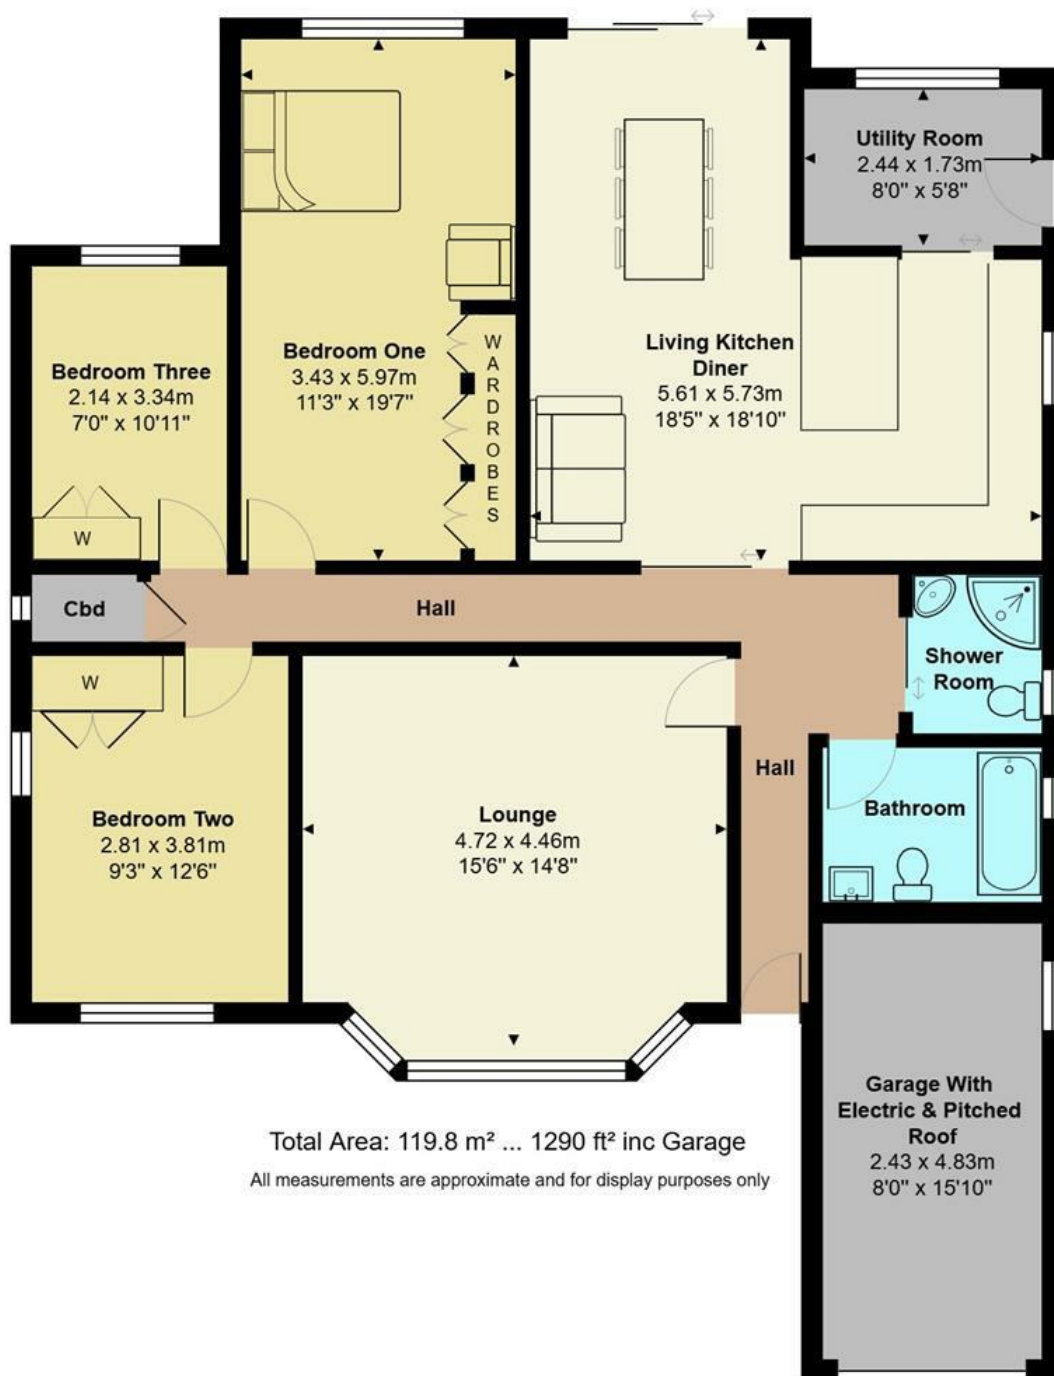 Utility Room
2.44 x 1.73m
8'0" x 5'8"
Bedroom One
3.43 x 5.97m
11'3" x 19'7"
WARDROBES
Living Kitchen
Diner
5.61 x 5.73m
18'5" x 18'10"
Bedroom Three
2.14 x 3.34m
7'0" x 10'11"
W
Cbd
Hall
Shower
Room
W
Hall
Bathroom
Bedroom Two
2.81 x 3.81m
9'3" x 12'6"
Lounge
4.72 x 4.46m
15'6" x 14'8"
Garage With
Electric & Pitched
Roof
2.43 x 4.83m
8'0" x 15'10"
Total Area: 119.8 m² ... 1290 ft² inc Garage
All measurements are approximate and for display purposes only